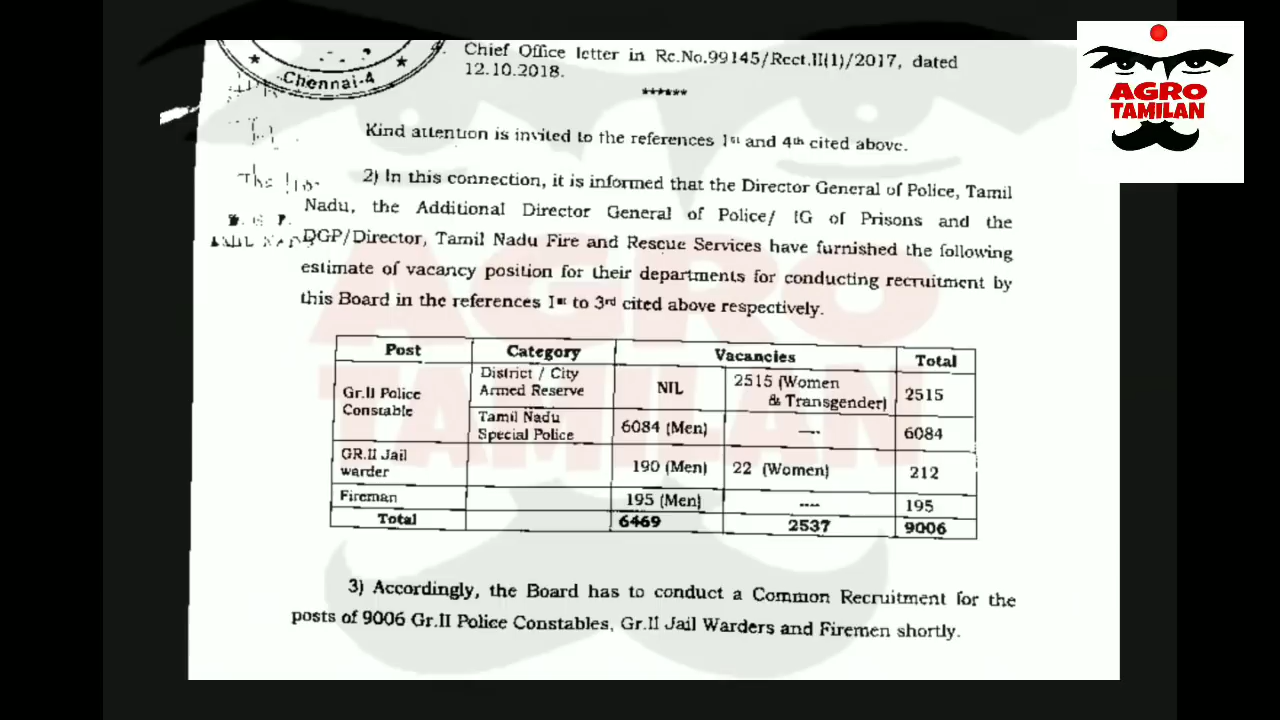 Chennai-4
4. Chief Office letter in Rc.No.99145/Rcct.II(1)/2017, dated
12.10.2018.
******
AGRO
TAMILAN
Kind attention is invited to the references 1st and 4th cited above.
2) In this connection, it is informed that the Director General of Police, Tamil
Nadu, the Additional Director General of Police/ IG of Prisons and the
DGP/Director, Tamil Nadu Fire and Rescue Services have furnished the following
estimate of vacancy position for their departments for conducting recruitment by
this Board in the references 1st to 3rd cited above respectively.
Post Category Vacancies Total
Gr.II Police Constable District / City Armed Reserve NIL 2515 (Women & Transgender) 2515
Tamil Nadu Special Police 6084 (Men) ---- 6084
GR.II Jail warder 190 (Men) 22 (Women) 212
Fireman 195 (Men) ---- 195
Total 6469 2537 9006
3) Accordingly, the Board has to conduct a Common Recruitment for the
posts of 9006 Gr.II Police Constables, Gr.II Jail Warders and Firemen shortly.
AGRO
TAMILAN